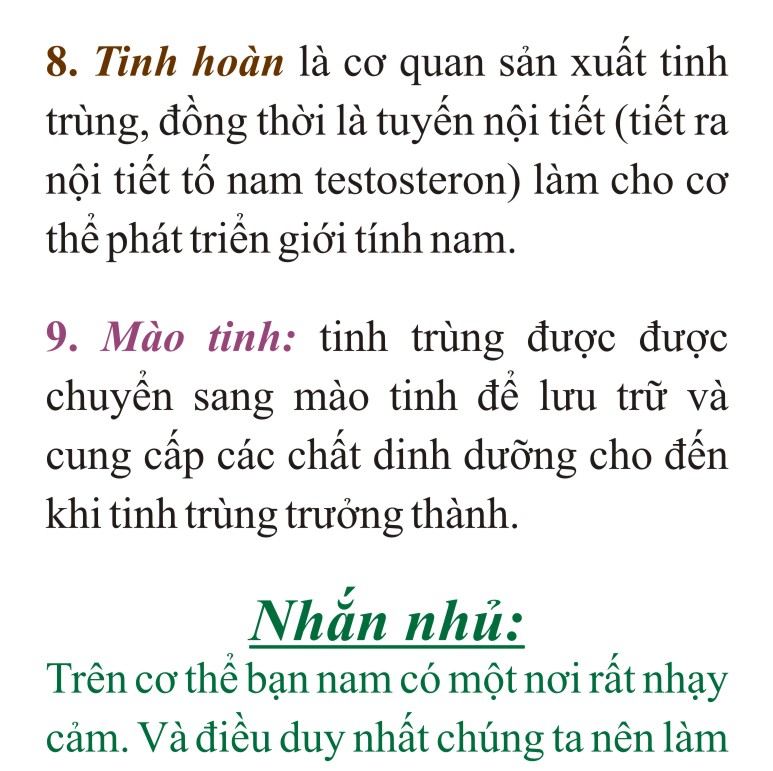 8. Tinh hoàn là cơ quan sản xuất tinh
trùng, đồng thời là tuyến nội tiết (tiết ra
nội tiết tố nam testosteron) làm cho cơ
thể phát triển giới tính nam.
9. Mào tinh: tinh trùng được được
chuyển sang mào tinh để lưu trữ và
cung cấp các chất dinh dưỡng cho đến
khi tinh trùng trưởng thành.
Nhắn nhủ:
Trên cơ thể bạn nam có một nơi rất nhạy
cảm. Và điều duy nhất chúng ta nên làm